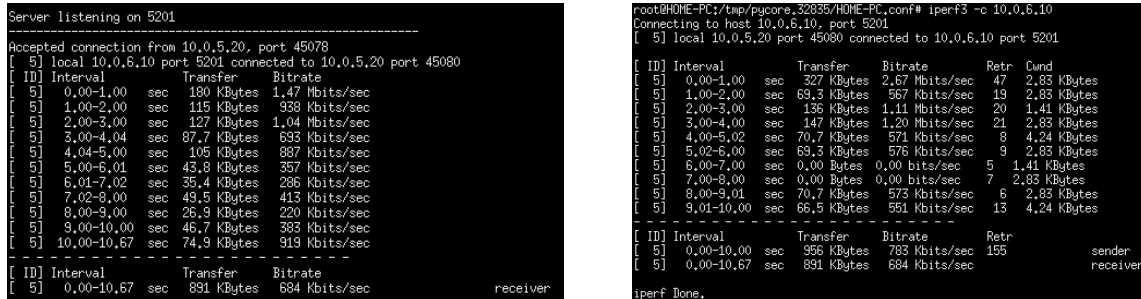 Server listening on 5201
-----------------------------------------------------------
Accepted connection from 10.0.5.20, port 45078
[  5] local 10.0.6.10 port 5201 connected to 10.0.5.20 port 45080
[ ID] Interval           Transfer     Bitrate
[  5]   0.00-1.00   sec   180 KBytes  1.47 Mbits/sec
[  5]   1.00-2.00   sec   115 KBytes   938 Kbits/sec
[  5]   2.00-3.00   sec   127 KBytes  1.04 Mbits/sec
[  5]   3.00-4.04   sec  87.7 KBytes   693 Kbits/sec
[  5]   4.04-5.00   sec   105 KBytes   887 Kbits/sec
[  5]   5.00-6.01   sec  43.8 KBytes   357 Kbits/sec
[  5]   6.01-7.02   sec  35.4 KBytes   286 Kbits/sec
[  5]   7.02-8.00   sec  49.5 KBytes   413 Kbits/sec
[  5]   8.00-9.00   sec  26.9 KBytes   220 Kbits/sec
[  5]   9.00-10.00  sec  46.7 KBytes   383 Kbits/sec
[  5]  10.00-10.67  sec  74.9 KBytes   919 Kbits/sec
- - - - - - - - - - - - - - - - - - - - - - - - -
[ ID] Interval           Transfer     Bitrate
[  5]   0.00-10.67  sec   891 KBytes   684 Kbits/sec                  receiver
root@HOME-PC:/tmp/pycore.32835/HOME-PC.conf# iperf3 -c 10.0.6.10
Connecting to host 10.0.6.10, port 5201
[  5] local 10.0.5.20 port 45080 connected to 10.0.6.10 port 5201
[ ID] Interval           Transfer     Bitrate         Retr  Cwnd
[  5]   0.00-1.00   sec   327 KBytes  2.67 Mbits/sec   47   2.83 KBytes
[  5]   1.00-2.00   sec  69.3 KBytes   567 Kbits/sec   19   2.83 KBytes
[  5]   2.00-3.00   sec   136 KBytes  1.11 Mbits/sec   20   1.41 KBytes
[  5]   3.00-4.00   sec   147 KBytes  1.20 Mbits/sec   21   2.83 KBytes
[  5]   4.00-5.02   sec  70.7 KBytes   571 Kbits/sec    8   4.24 KBytes
[  5]   5.02-6.00   sec  69.3 KBytes   576 Kbits/sec    9   2.83 KBytes
[  5]   6.00-7.00   sec  0.00 Bytes  0.00 bits/sec    5   1.41 KBytes
[  5]   7.00-8.00   sec  0.00 Bytes  0.00 bits/sec    7   2.83 KBytes
[  5]   8.00-9.01   sec  70.7 KBytes   573 Kbits/sec    6   2.83 KBytes
[  5]   9.01-10.00  sec  66.5 KBytes   551 Kbits/sec   13   4.24 KBytes
- - - - - - - - - - - - - - - - - - - - - - - - -
[ ID] Interval           Transfer     Bitrate         Retr
[  5]   0.00-10.00  sec   956 KBytes   783 Kbits/sec  155             sender
[  5]   0.00-10.67  sec   891 KBytes   684 Kbits/sec                  receiver
iperf Done.